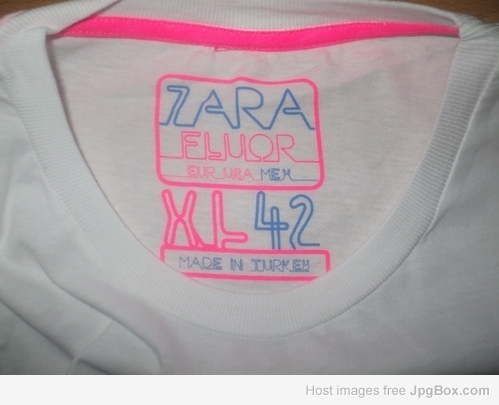 ZARA
FLUOR
EUR USA MEX
XL 42
MADE IN TURKEY
Host images free JpgBox.com